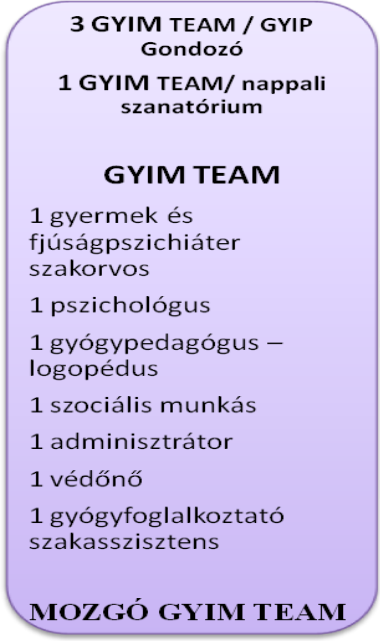 3 GYIM TEAM / GYIP
Gondozó
1 GYIM TEAM/ nappali
szanatórium
GYIM TEAM
1 gyermek és
fjúságpszichiáter
szakorvos
1 pszichológus
1 gyógypedagógus –
logopédus
1 szociális munkás
1 adminisztrátor
1 védőnő
1 gyógyfoglalkoztató
szakasszisztens
MOZGÓ GYIM TEAM